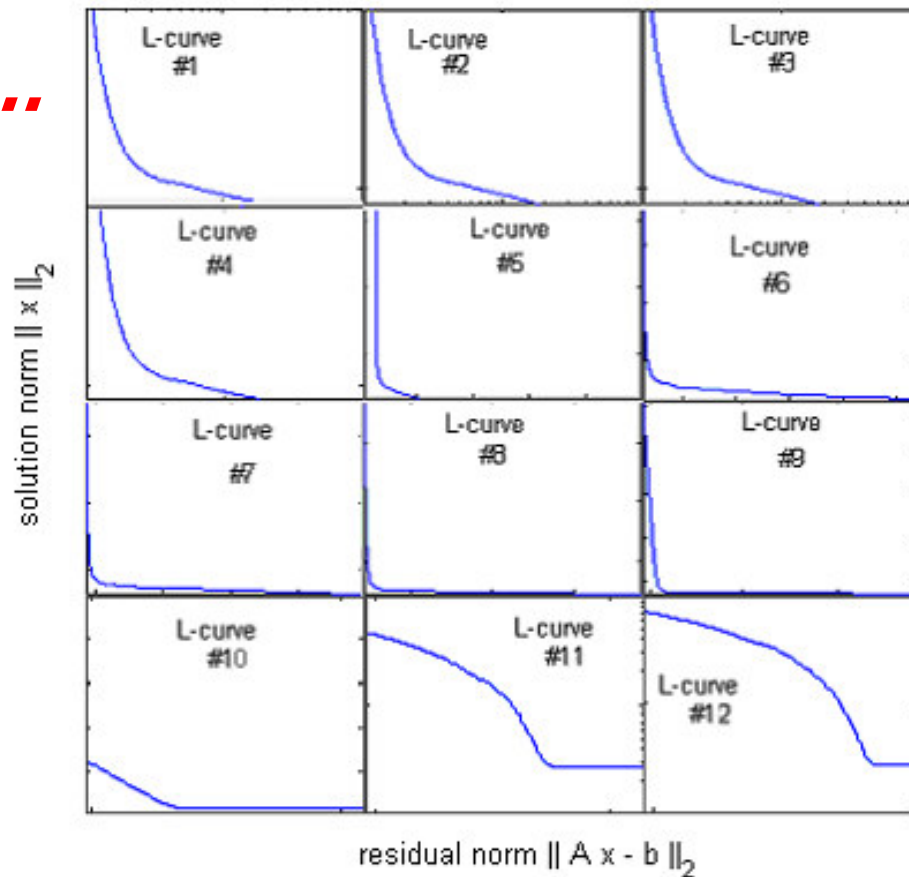 L-curve
#1
L-curve
#2
L-curve
#3
L-curve
#4
L-curve
#5
L-curve
#6
L-curve
#7
L-curve
#8
L-curve
#9
L-curve
#10
L-curve
#11
L-curve
#12
solution norm || x ||₂
residual norm || A x - b ||₂